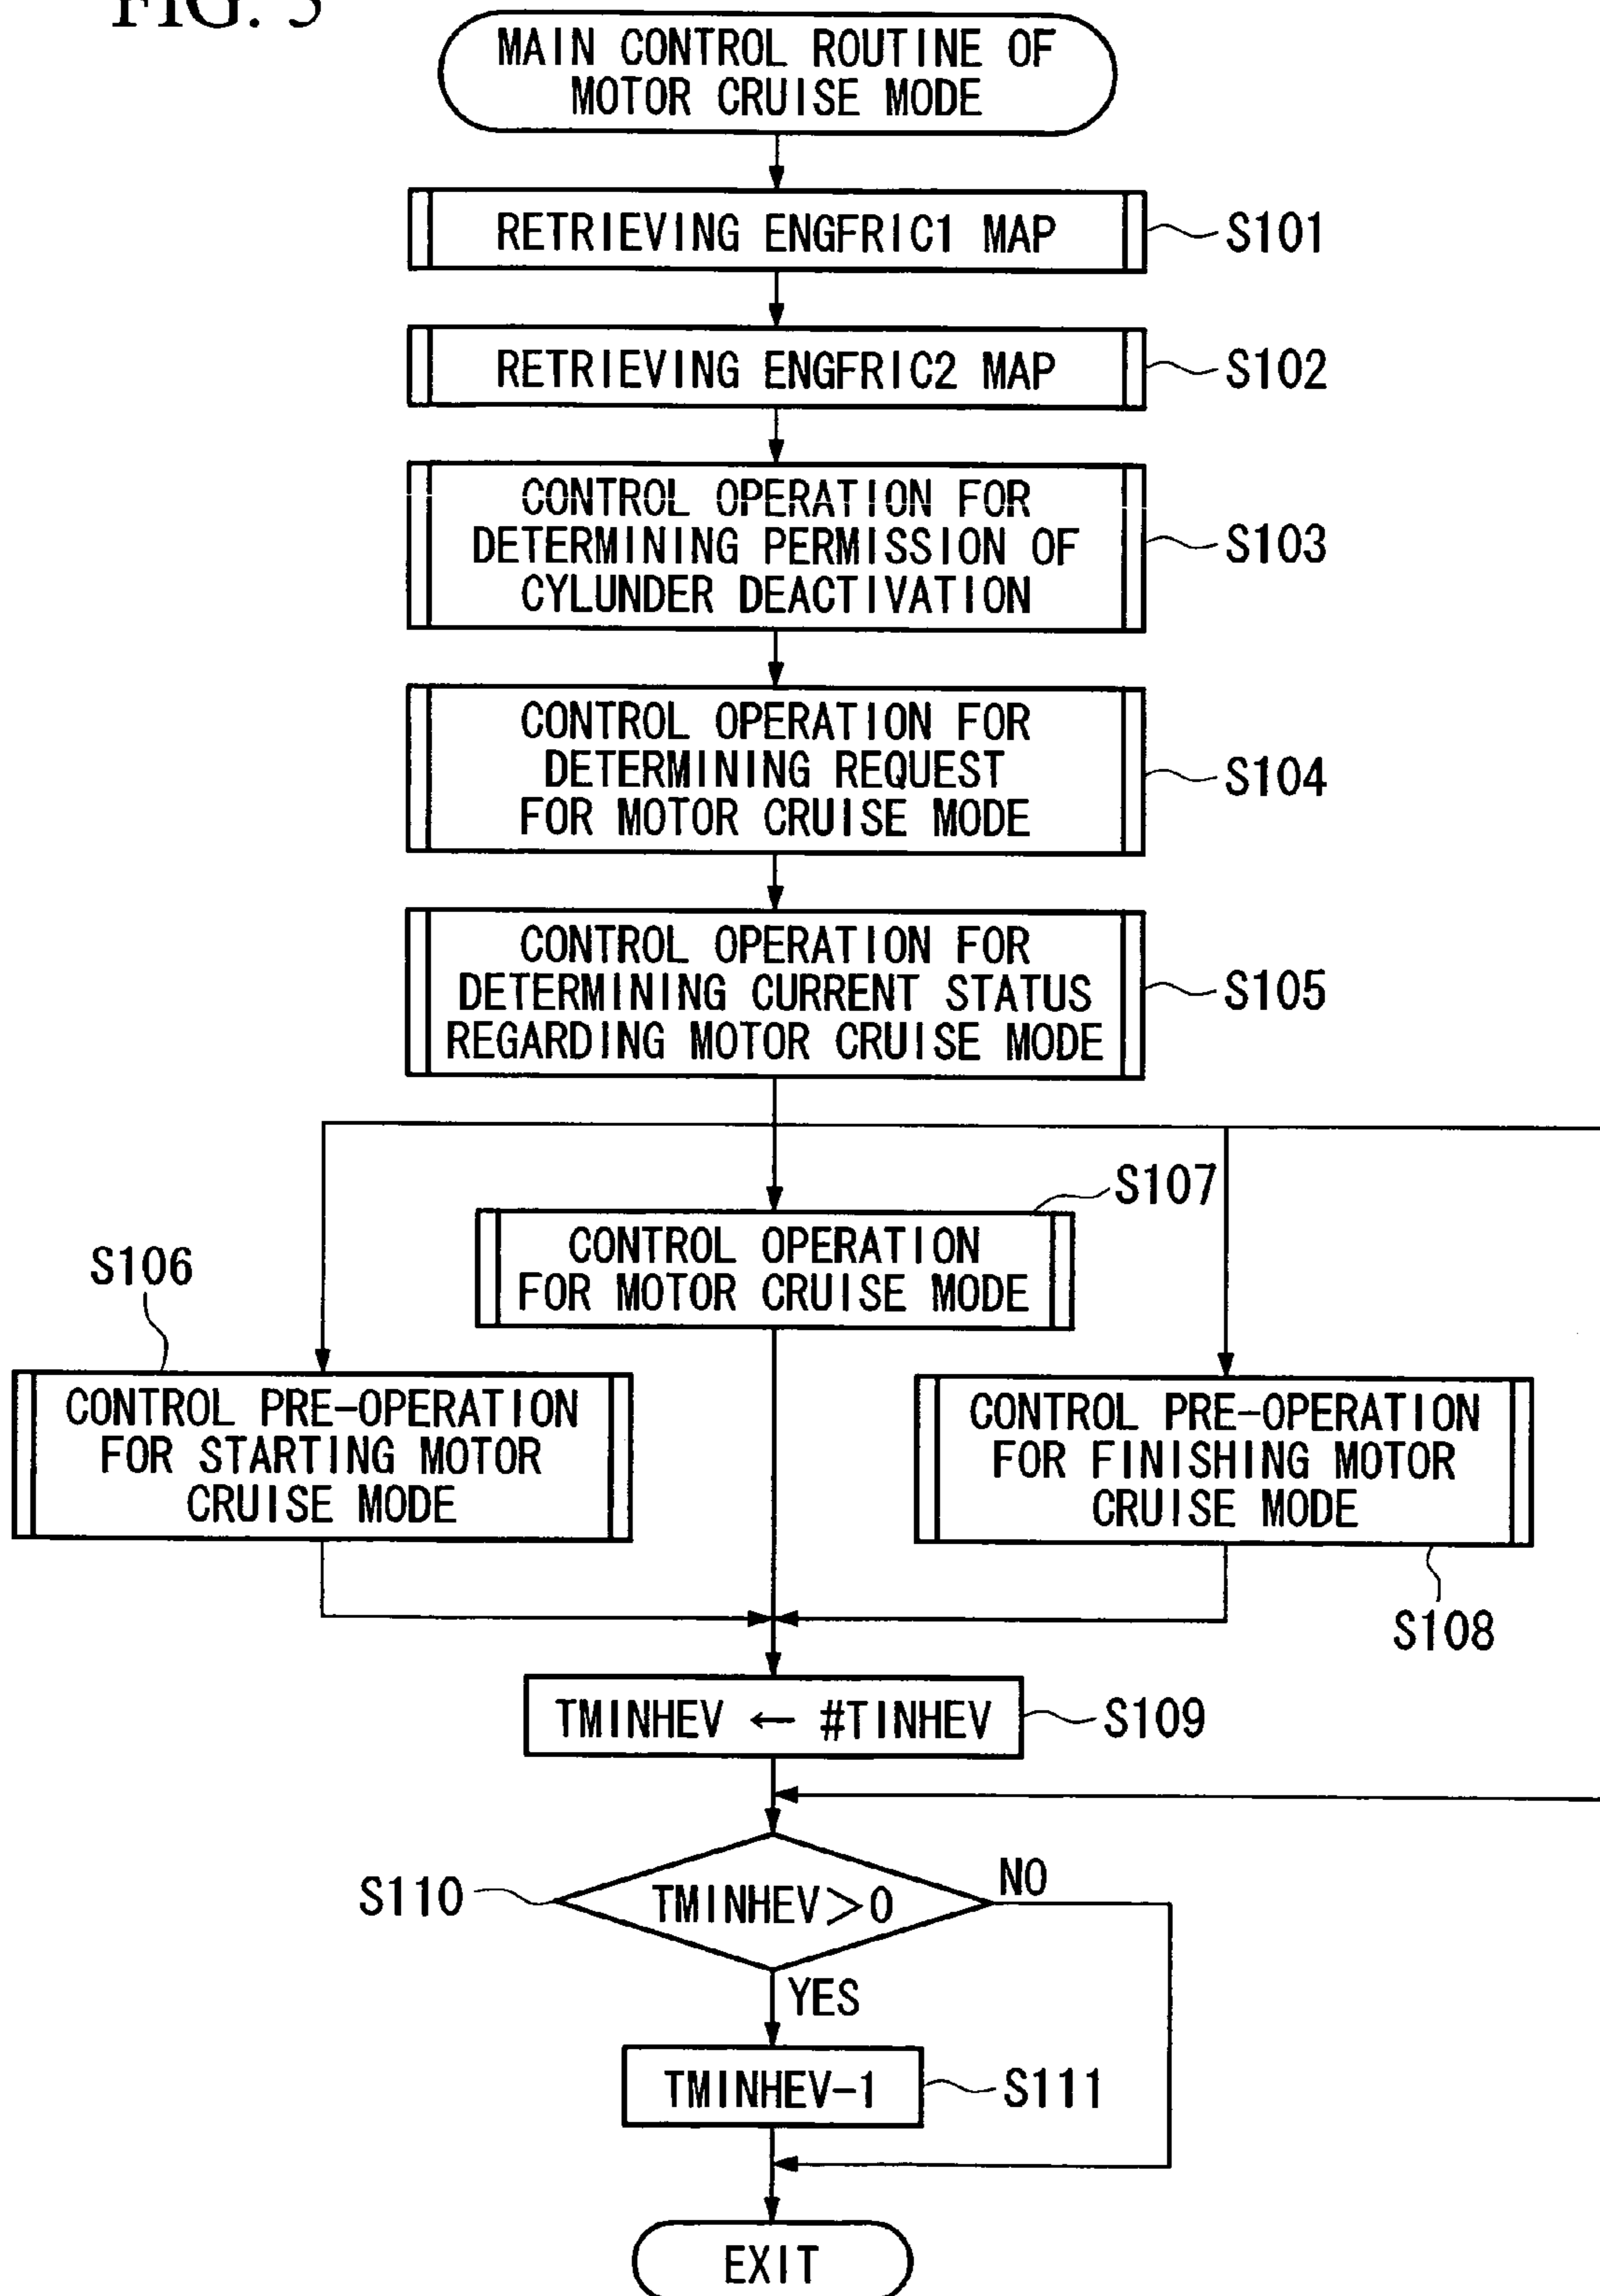 FIG. 5
MAIN CONTROL ROUTINE OF
MOTOR CRUISE MODE
RETRIEVING ENGFRIC1 MAP
S101
RETRIEVING ENGFRIC2 MAP
S102
CONTROL OPERATION FOR
DETERMINING PERMISSION OF
CYLUNDER DEACTIVATION
S103
CONTROL OPERATION FOR
DETERMINING REQUEST
FOR MOTOR CRUISE MODE
S104
CONTROL OPERATION FOR
DETERMINING CURRENT STATUS
REGARDING MOTOR CRUISE MODE
S105
S107
CONTROL OPERATION
FOR MOTOR CRUISE MODE
S106
CONTROL PRE-OPERATION
FOR STARTING MOTOR
CRUISE MODE
CONTROL PRE-OPERATION
FOR FINISHING MOTOR
CRUISE MODE
S108
TMINHEV ← #TINHEV
S109
S110
TMINHEV>0
NO
YES
TMINHEV-1
S111
EXIT